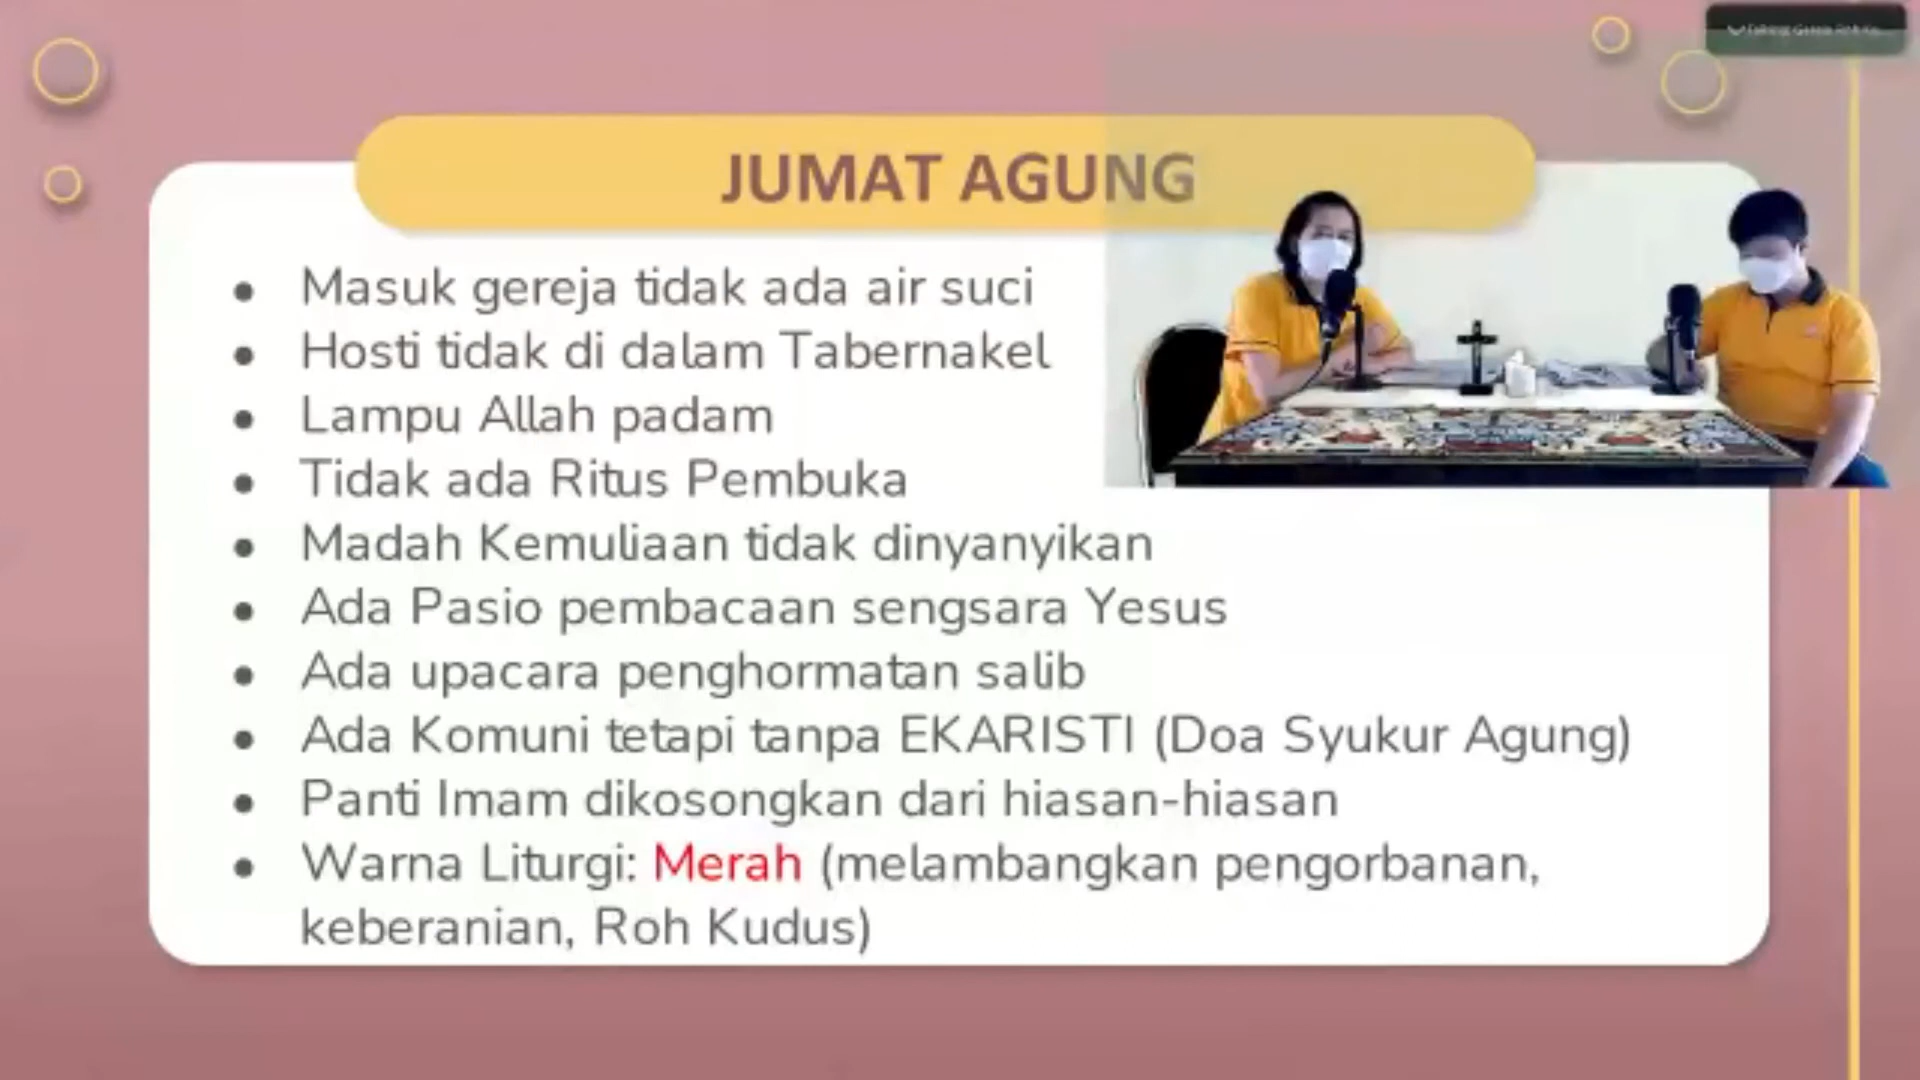 JUMAT AGUNG
• Masuk gereja tidak ada air suci
• Hosti tidak di dalam Tabernakel
• Lampu Allah padam
• Tidak ada Ritus Pembuka
• Madah Kemuliaan tidak dinyanyikan
• Ada Pasio pembacaan sengsara Yesus
• Ada upacara penghormatan salib
• Ada Komuni tetapi tanpa EKARISTI (Doa Syukur Agung)
• Panti Imam dikosongkan dari hiasan-hiasan
• Warna Liturgi: Merah (melambangkan pengorbanan,
keberanian, Roh Kudus)